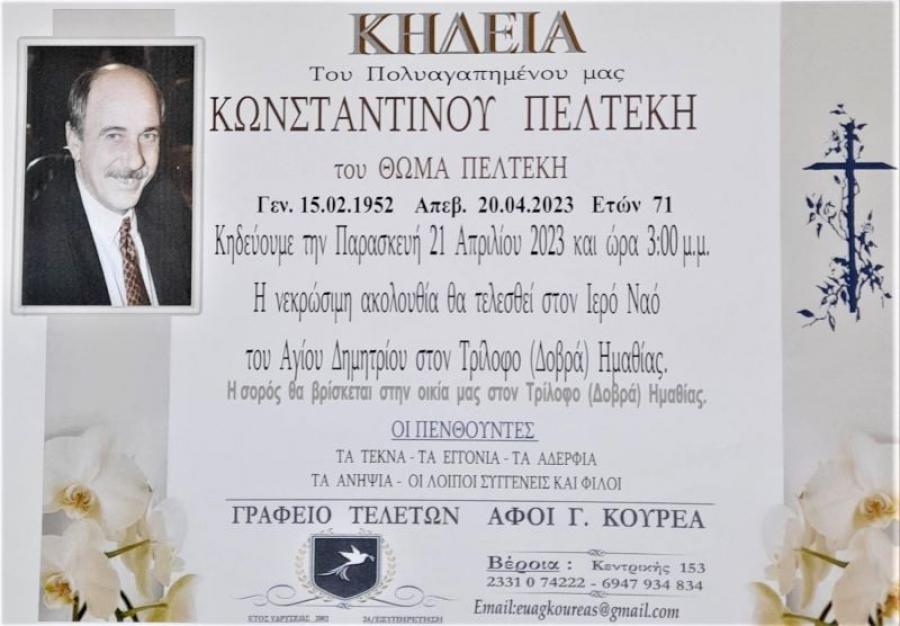 ΚΗΔΕΙΑ
Του Πολυαγαπημένου μας
ΚΩΝΣΤΑΝΤΙΝΟΥ ΠΕΛΤΕΚΗ
του ΘΩΜΑ ΠΕΛΤΕΚΗ
Γεν. 15.02.1952 Απεβ. 20.04.2023 Ετών 71
Κηδεύουμε την Παρασκευή 21 Απριλίου 2023 και ώρα 3:00 μ.μ.
Η νεκρώσιμη ακολουθία θα τελεσθεί στον Ιερό Ναό
του Αγίου Δημητρίου στον Τρίλοφο (Δοβρά) Ημαθίας.
Η σορός θα βρίσκεται στην οικία μας στον Τρίλοφο (Δοβρά) Ημαθίας.
ΟΙ ΠΕΝΘΟΥΝΤΕΣ
ΤΑ ΤΕΚΝΑ - ΤΑ ΕΓΓΟΝΙΑ - ΤΑ ΑΔΕΡΦΙΑ
ΤΑ ΑΝΗΨΙΑ - ΟΙ ΛΟΙΠΟΙ ΣΥΓΓΕΝΕΙΣ ΚΑΙ ΦΙΛΟΙ
ΓΡΑΦΕΙΟ ΤΕΛΕΤΩΝ ΑΦΟΙ Γ. ΚΟΥΡΕΑ
Βέροια : Κεντρικής 153
2331 0 74222 - 6947 934 834
Email:euagkoureas@gmail.com